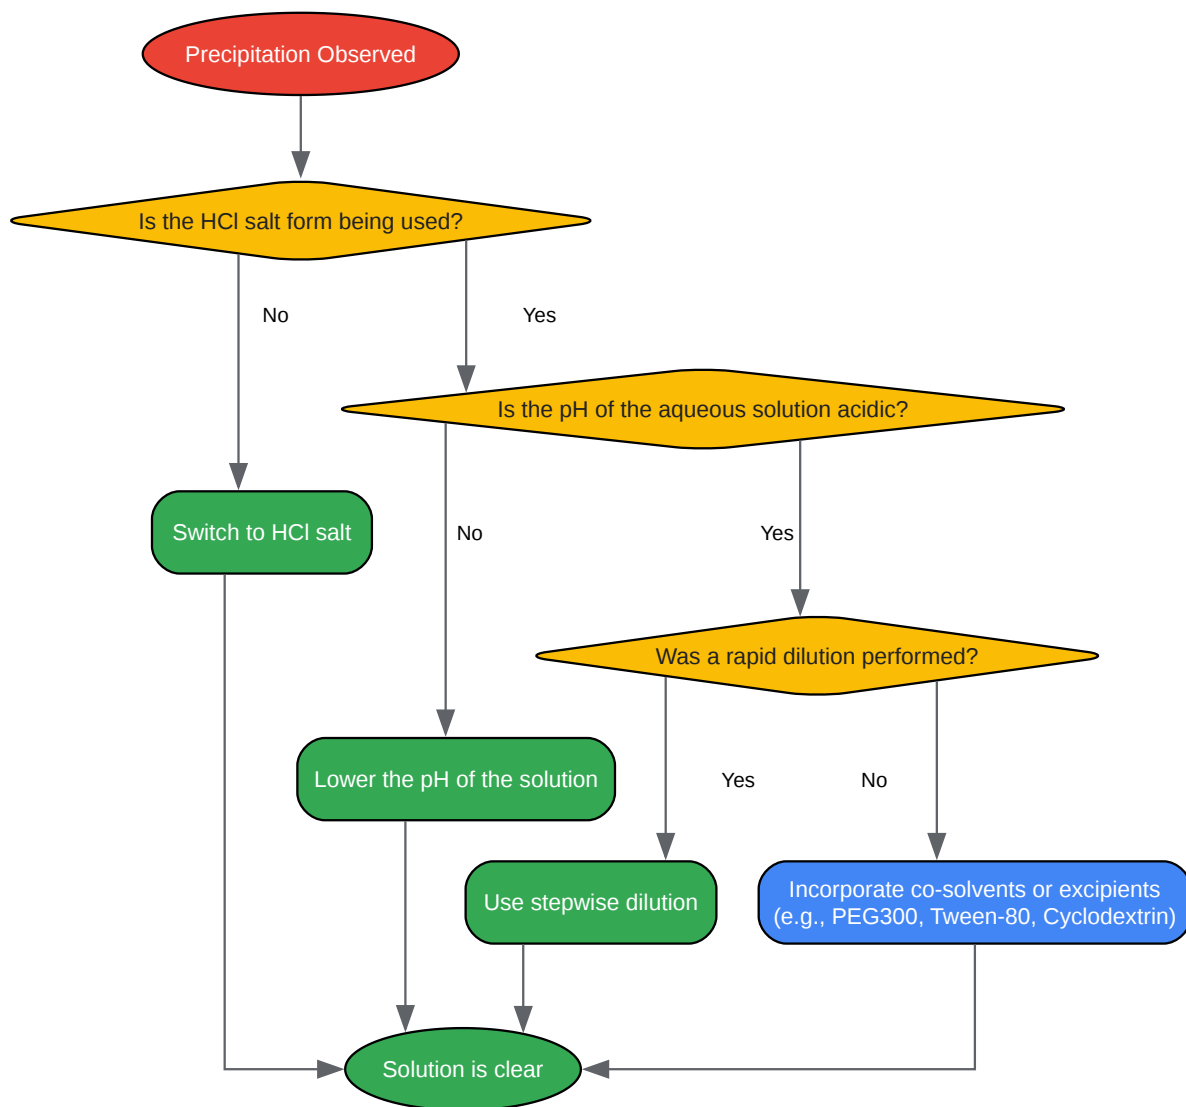 Precipitation Observed
Is the HCl salt form being used?
No
Yes
Is the pH of the aqueous solution acidic?
Switch to HCl salt
No
Yes
Was a rapid dilution performed?
Lower the pH of the solution
Yes
No
Use stepwise dilution
Incorporate co-solvents or excipients
(e.g., PEG300, Tween-80, Cyclodextrin)
Solution is clear